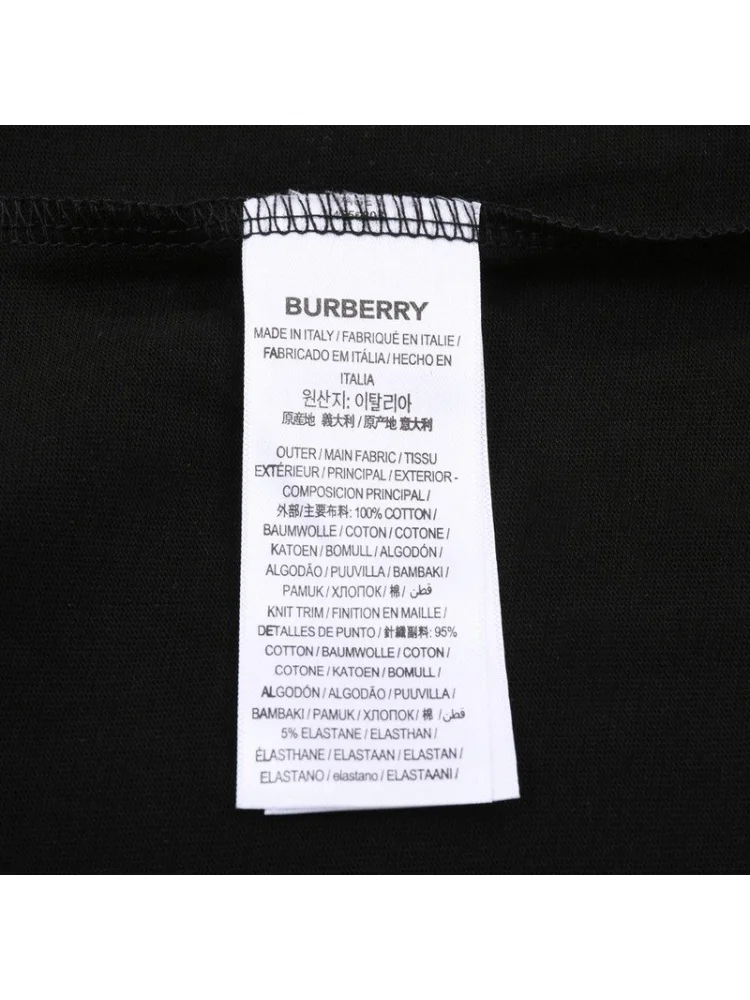 BURBERRY
MADE IN ITALY / FABRIQUÉ EN ITALIE /
FABRICADO EM ITÁLIA / HECHO EN
ITALIA
원산지: 이탈리아
原産地 義大利 / 原产地 意大利
OUTER / MAIN FABRIC / TISSU
EXTÉRIEUR / PRINCIPAL / EXTERIOR -
COMPOSICION PRINCIPAL /
外部/主要布料: 100% COTTON /
BAUMWOLLE / COTON / COTONE /
KATOEN / BOMULL / ALGODÓN /
ALGODÃO / PUUVILLA / BAMBAKI /
PAMUK / ХЛОПОК / 棉 / قطن /
KNIT TRIM / FINITION EN MAILLE /
DETALLES DE PUNTO / 針織副料: 95%
COTTON / BAUMWOLLE / COTON /
COTONE / KATOEN / BOMULL /
ALGODÓN / ALGODÃO / PUUVILLA /
BAMBAKI / PAMUK / ХЛОПОК / 棉 / قطن /
5% ELASTANE / ELASTHAN /
ÉLASTHANE / ELASTAAN / ELASTAN /
ELASTANO / elastano / ELASTAANI /